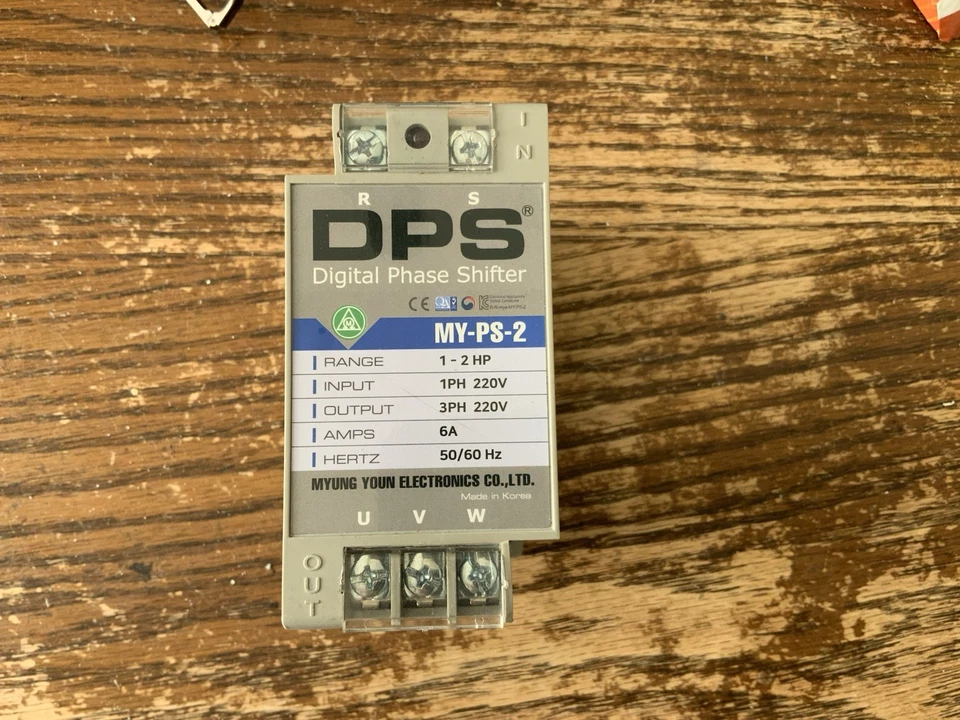 I
N
R S
DPS®
Digital Phase Shifter
CE
M
MY-PS-2
RANGE 1 - 2 HP
INPUT 1PH 220V
OUTPUT 3PH 220V
AMPS 6A
HERTZ 50/60 Hz
MYUNG YOUN ELECTRONICS CO.,LTD.
Made in Korea
U V W
O
U
T